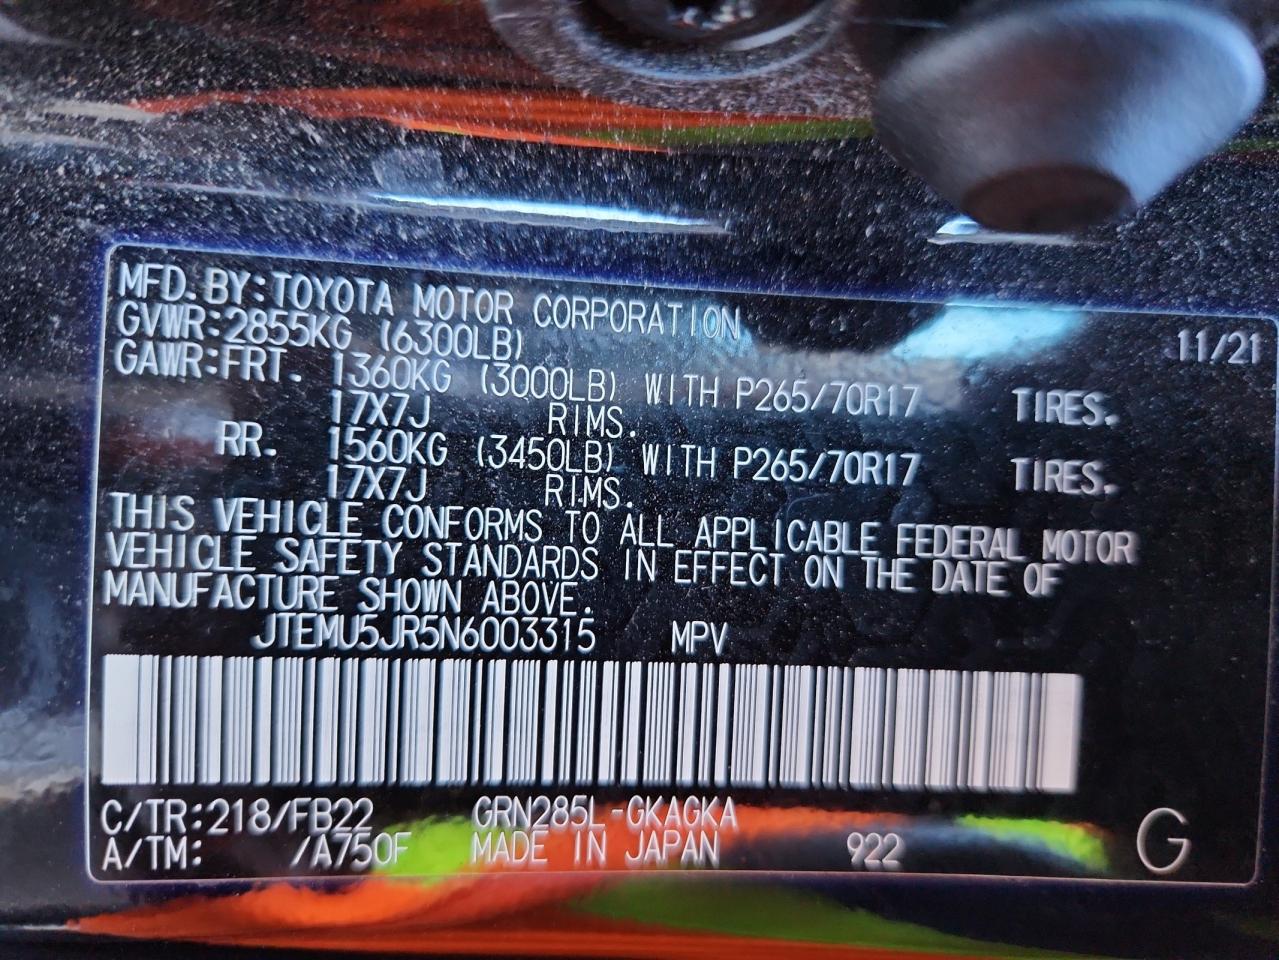 MFD. BY: TOYOTA MOTOR CORPORATION 11/21
GVWR: 2855KG (6300LB)
GAWR: FRT. 1360KG (3000LB) WITH P265/70R17 TIRES.
17X7J RIMS.
RR. 1560KG (3450LB) WITH P265/70R17 TIRES.
17X7J RIMS.
THIS VEHICLE CONFORMS TO ALL APPLICABLE FEDERAL MOTOR
VEHICLE SAFETY STANDARDS IN EFFECT ON THE DATE OF
MANUFACTURE SHOWN ABOVE.
JTEMU5JR5N6003315 MPV
C/TR: 218/FB22 GRN285L-GKAGKA
A/TM: /A750F MADE IN JAPAN 922 G